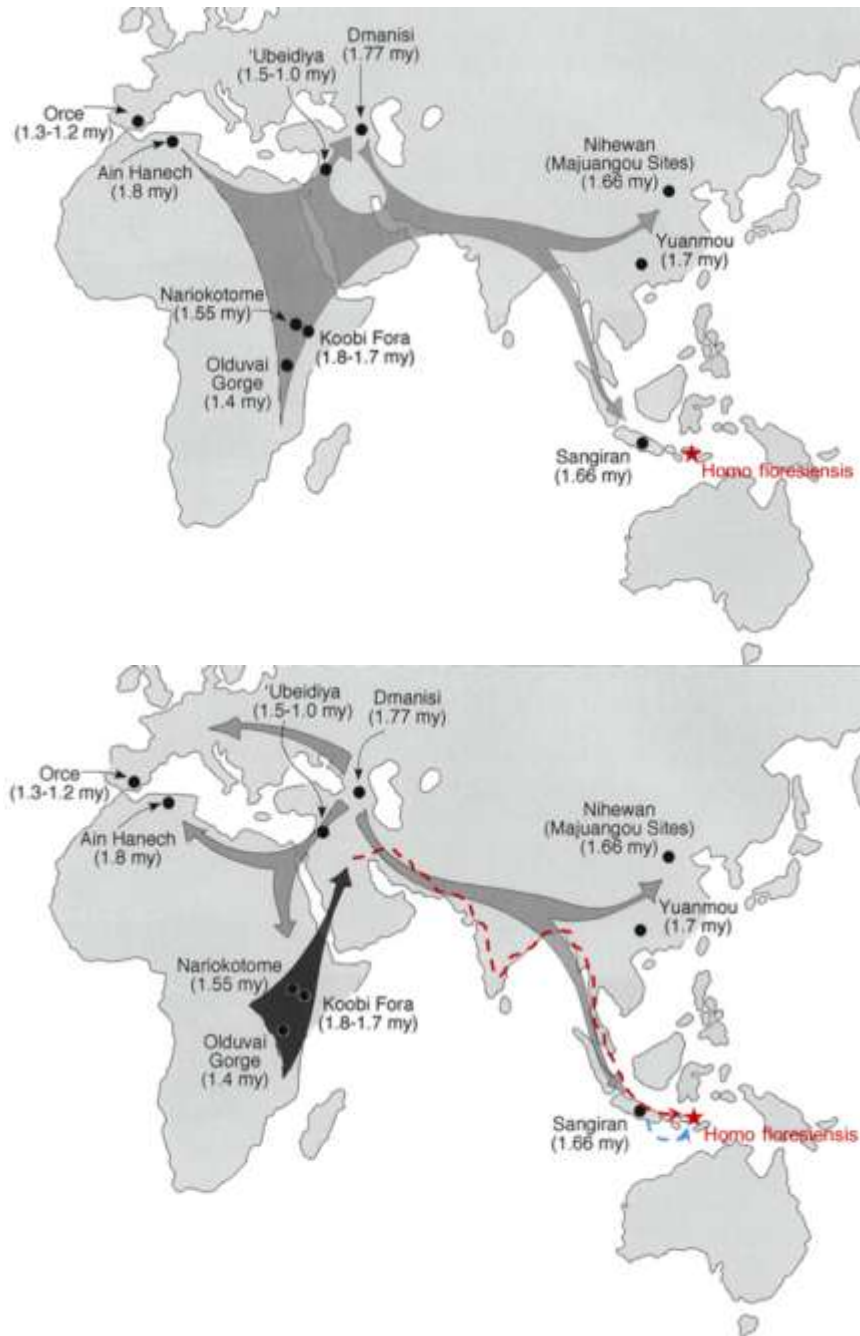 Dmanisi
(1.77 my)
'Ubeidiya
(1.5-1.0 my)
Orce
(1.3-1.2 my)
Ain Hanech
(1.8 my)
Nihewan
(Majuangou Sites)
(1.66 my)
Yuanmou
(1.7 my)
Nariokotome
(1.55 my)
Koobi Fora
(1.8-1.7 my)
Olduvai
Gorge
(1.4 my)
Sangiran
(1.66 my)
Homo floresiensis
'Ubeidiya
(1.5-1.0 my)
Dmanisi
(1.77 my)
Orce
(1.3-1.2 my)
Ain Hanech
(1.8 my)
Nihewan
(Majuangou Sites)
(1.66 my)
Yuanmou
(1.7 my)
Nariokotome
(1.55 my)
Koobi Fora
(1.8-1.7 my)
Olduvai
Gorge
(1.4 my)
Sangiran
(1.66 my)
Homo floresiensis